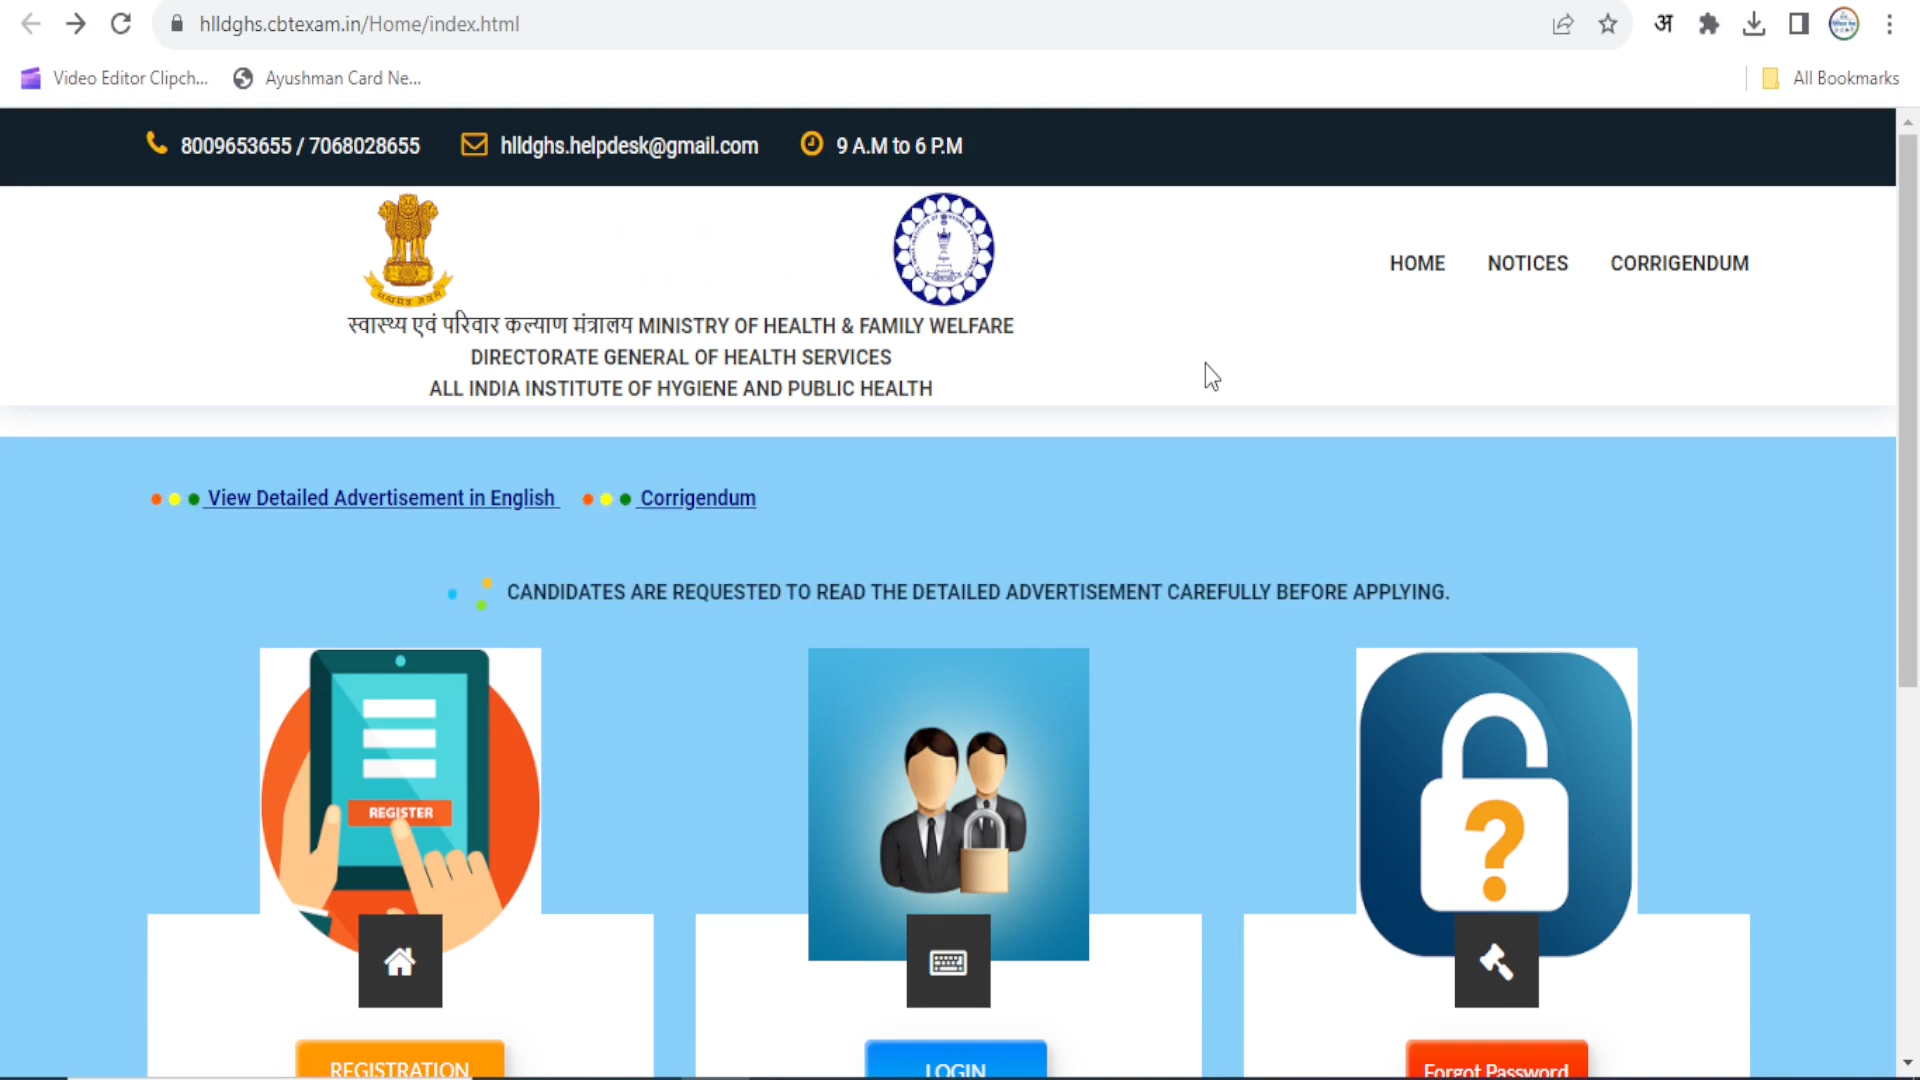 hlldghs.cbtexam.in/Home/index.html
अ
Video Editor Clipch...
Ayushman Card Ne...
All Bookmarks
8009653655 / 7068028655
hlldghs.helpdesk@gmail.com
9 A.M to 6 P.M
सत्यमेव जयते
HOME
NOTICES
CORRIGENDUM
स्वास्थ्य एवं परिवार कल्याण मंत्रालय MINISTRY OF HEALTH & FAMILY WELFARE
DIRECTORATE GENERAL OF HEALTH SERVICES
ALL INDIA INSTITUTE OF HYGIENE AND PUBLIC HEALTH
View Detailed Advertisement in English
Corrigendum
CANDIDATES ARE REQUESTED TO READ THE DETAILED ADVERTISEMENT CAREFULLY BEFORE APPLYING.
REGISTER
?
REGISTRATION
LOGIN
Forgot Password